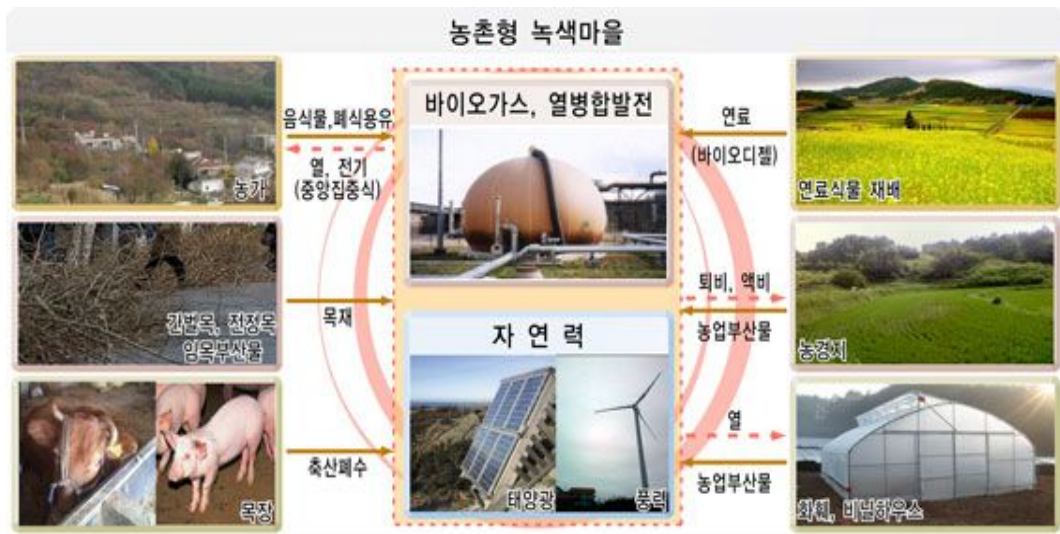 농촌형 녹색마을
농가
음식물,폐식용유
열, 전기
(중앙집중식)
간벌목, 전정목
임목부산물
목재
목장
축산폐수
바이오가스, 열병합발전
자 연 력
태양광
풍력
연료
(바이오디젤)
연료식물 재배
퇴비, 액비
농업부산물
농경지
열
농업부산물
화훼, 비닐하우스